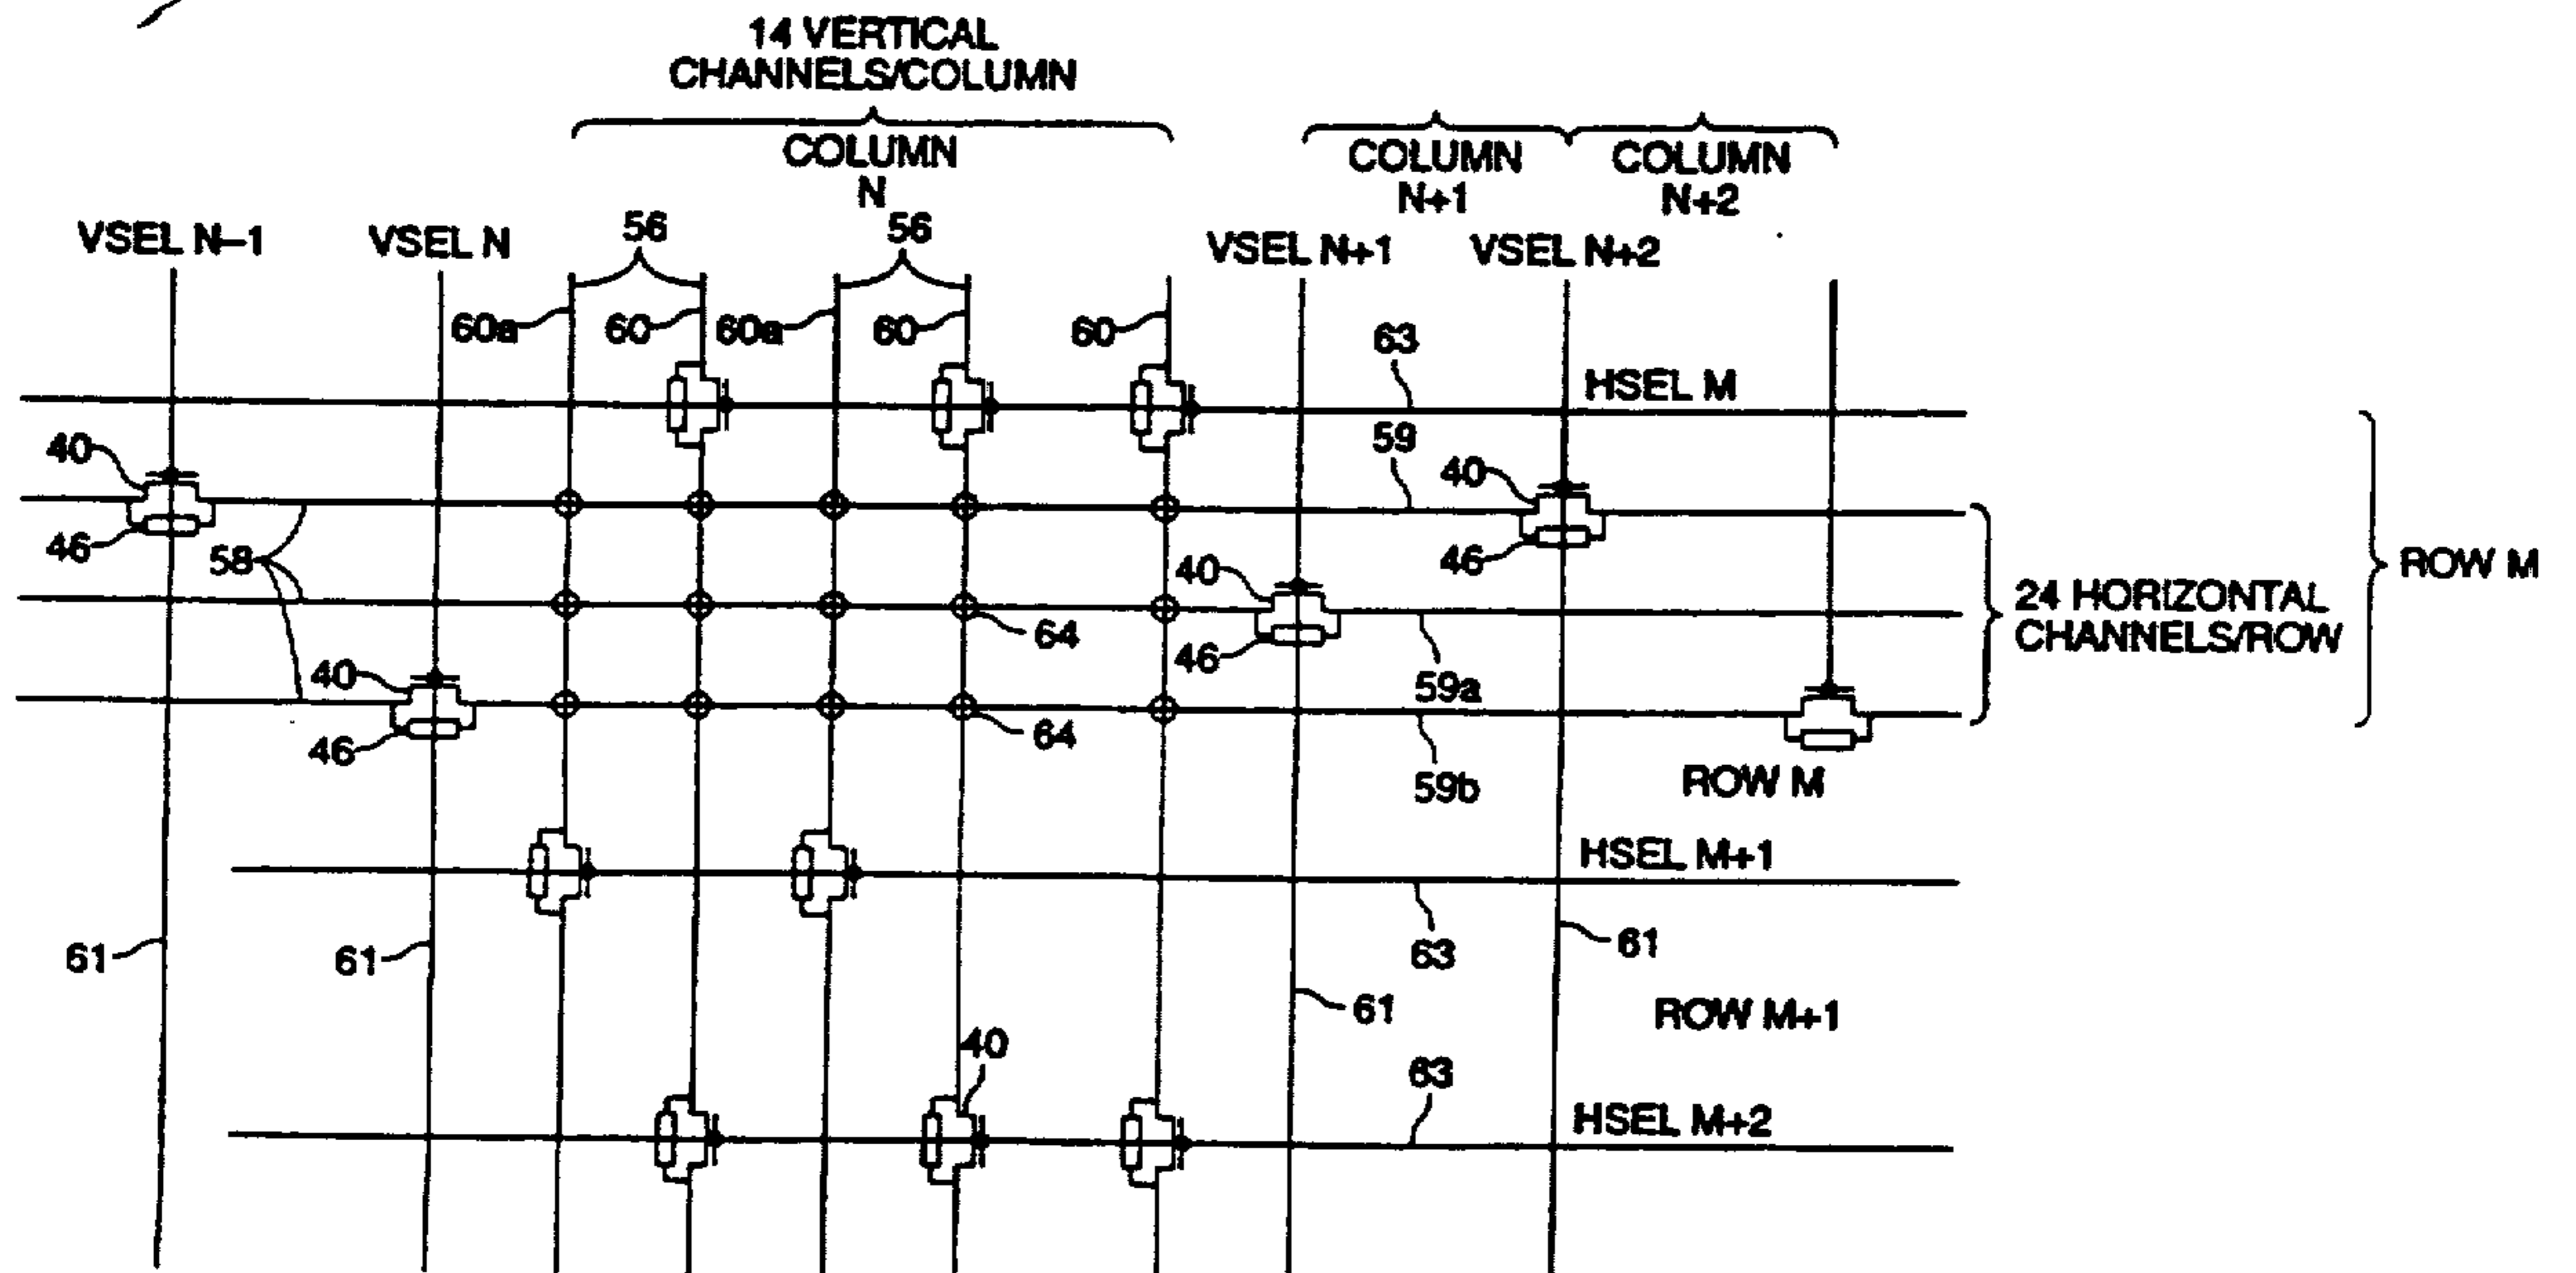 14 VERTICAL
CHANNELS/COLUMN
COLUMN
N
COLUMN
N+1
COLUMN
N+2
VSEL N–1
VSEL N
56
56
VSEL N+1
VSEL N+2
60a
60
60a
60
60
63
HSEL M
40
59
40
46
58
40
46
ROW M
24 HORIZONTAL
CHANNELS/ROW
64
40
46
59a
46
64
59b
ROW M
HSEL M+1
61
61
63
61
61
ROW M+1
40
63
HSEL M+2